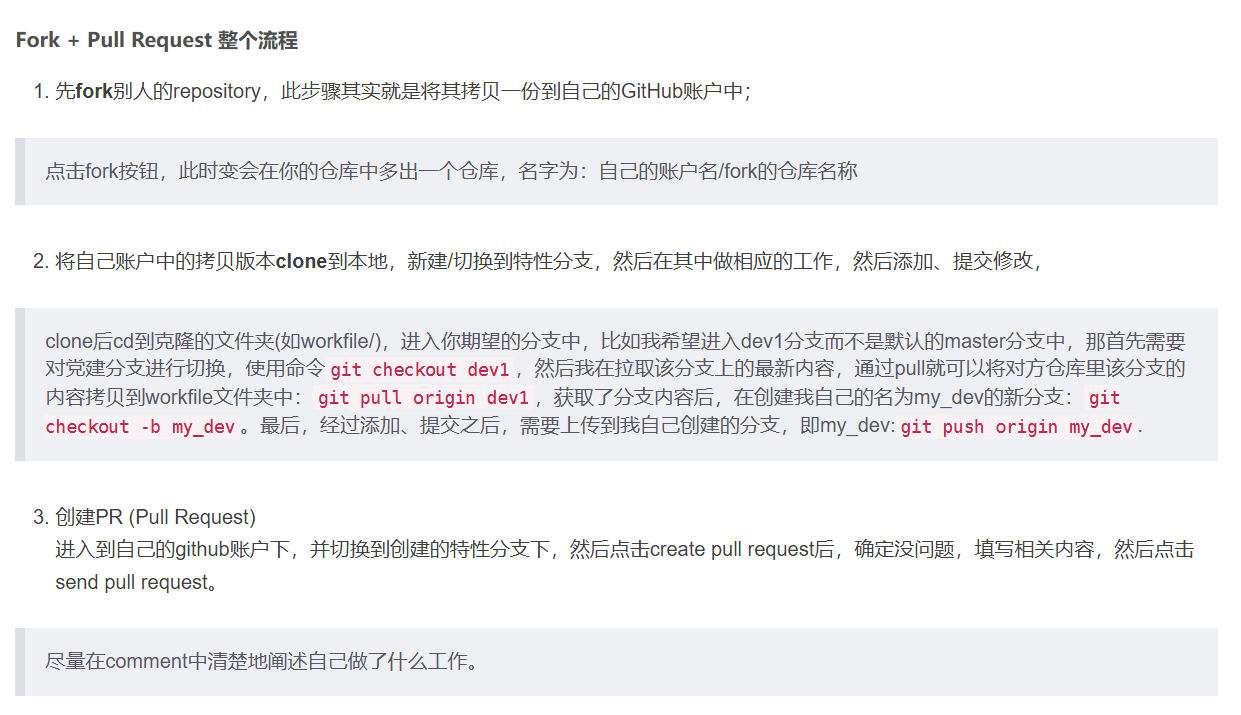 Fork + Pull Request 整个流程
1. 先fork别人的repository，此步骤其实就是将其拷贝一份到自己的GitHub账户中；
点击fork按钮，此时变会在你的仓库中多出一个仓库，名字为：自己的账户名/fork的仓库名称
2. 将自己账户中的拷贝版本clone到本地，新建/切换到特性分支，然后在其中做相应的工作，然后添加、提交修改，
clone后cd到克隆的文件夹(如workfile/)，进入你期望的分支中，比如我希望进入dev1分支而不是默认的master分支中，那首先需要
对党建分支进行切换，使用命令 git checkout dev1 ，然后我在拉取该分支上的最新内容，通过pull就可以将对方仓库里该分支的
内容拷贝到workfile文件夹中： git pull origin dev1 ，获取了分支内容后，在创建我自己的名为my_dev的新分支： git
checkout -b my_dev 。最后，经过添加、提交之后，需要上传到我自己创建的分支，即my_dev: git push origin my_dev .
3. 创建PR (Pull Request)
进入到自己的github账户下，并切换到创建的特性分支下，然后点击create pull request后，确定没问题，填写相关内容，然后点击
send pull request。
尽量在comment中清楚地阐述自己做了什么工作。